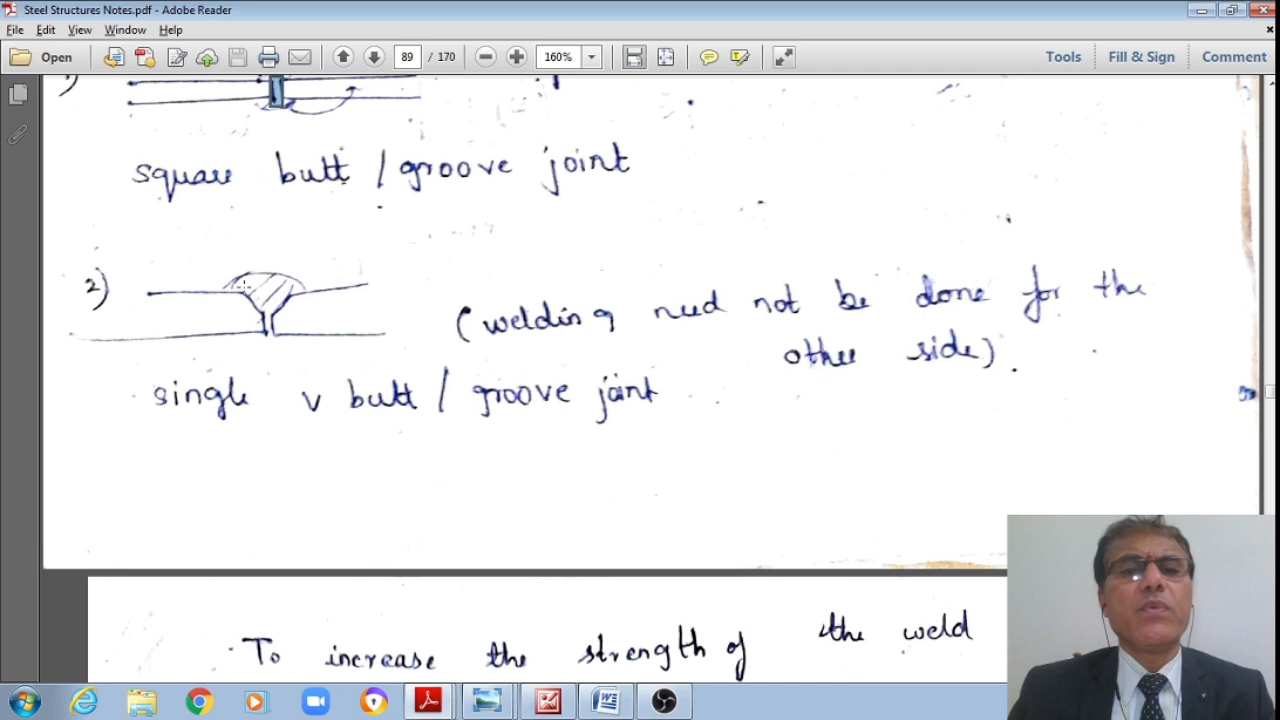 Steel Structures Notes.pdf - Adobe Reader
File Edit View Window Help
Open 89 / 170 160% Tools Fill & Sign Comment
1)
square butt / groove joint
2)
(welding need not be done for the
other side).
single v butt / groove joint
To increase the strength of the weld